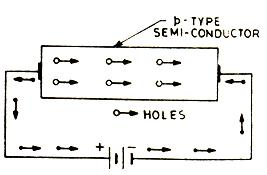 p-TYPE
SEMI-CONDUCTOR
HOLES
+ −